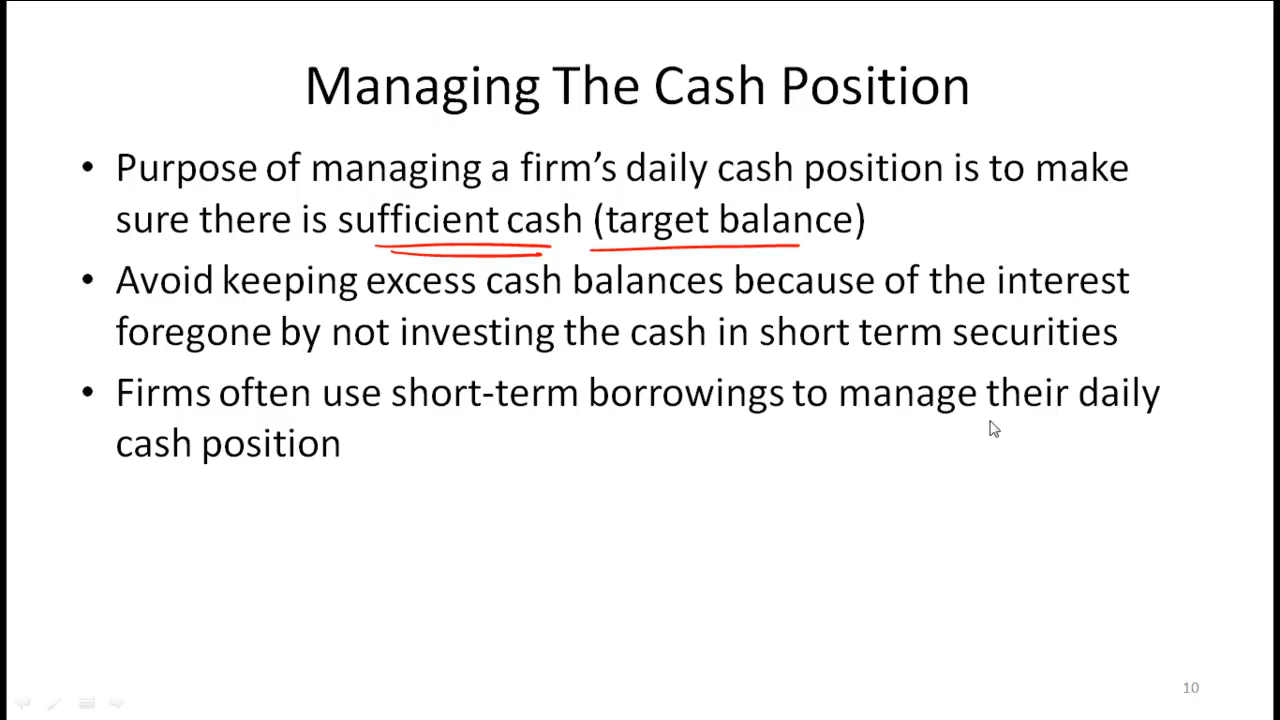 Managing The Cash Position
• Purpose of managing a firm’s daily cash position is to make
sure there is sufficient cash (target balance)
• Avoid keeping excess cash balances because of the interest
foregone by not investing the cash in short term securities
• Firms often use short-term borrowings to manage their daily
cash position
10